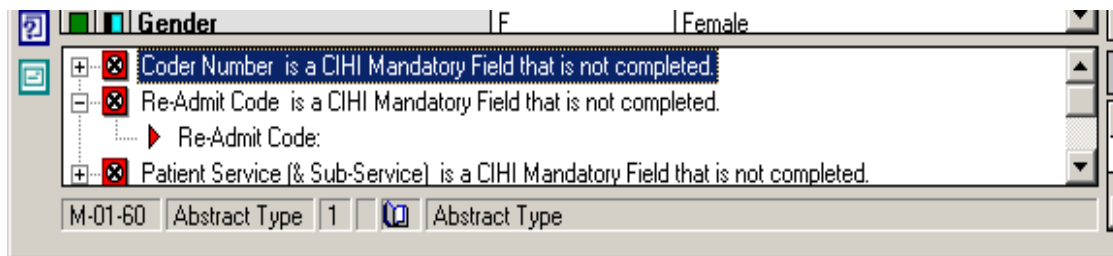 Gender F Female
Coder Number is a CIHI Mandatory Field that is not completed.
Re-Admit Code is a CIHI Mandatory Field that is not completed.
Re-Admit Code:
Patient Service (& Sub-Service) is a CIHI Mandatory Field that is not completed.
M-01-60 Abstract Type 1 Abstract Type